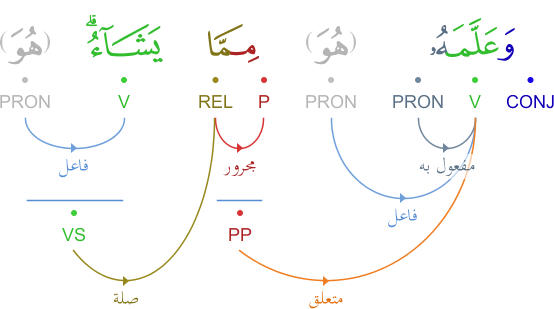 وَعَلَّمَهُۥ (هُوَ) مِمَّا يَشَآءُ ۗ (هُوَ)
CONJ V PRON PRON P REL V PRON
مفعول به مجرور فاعل
فاعل
PP VS
متعلق صلة